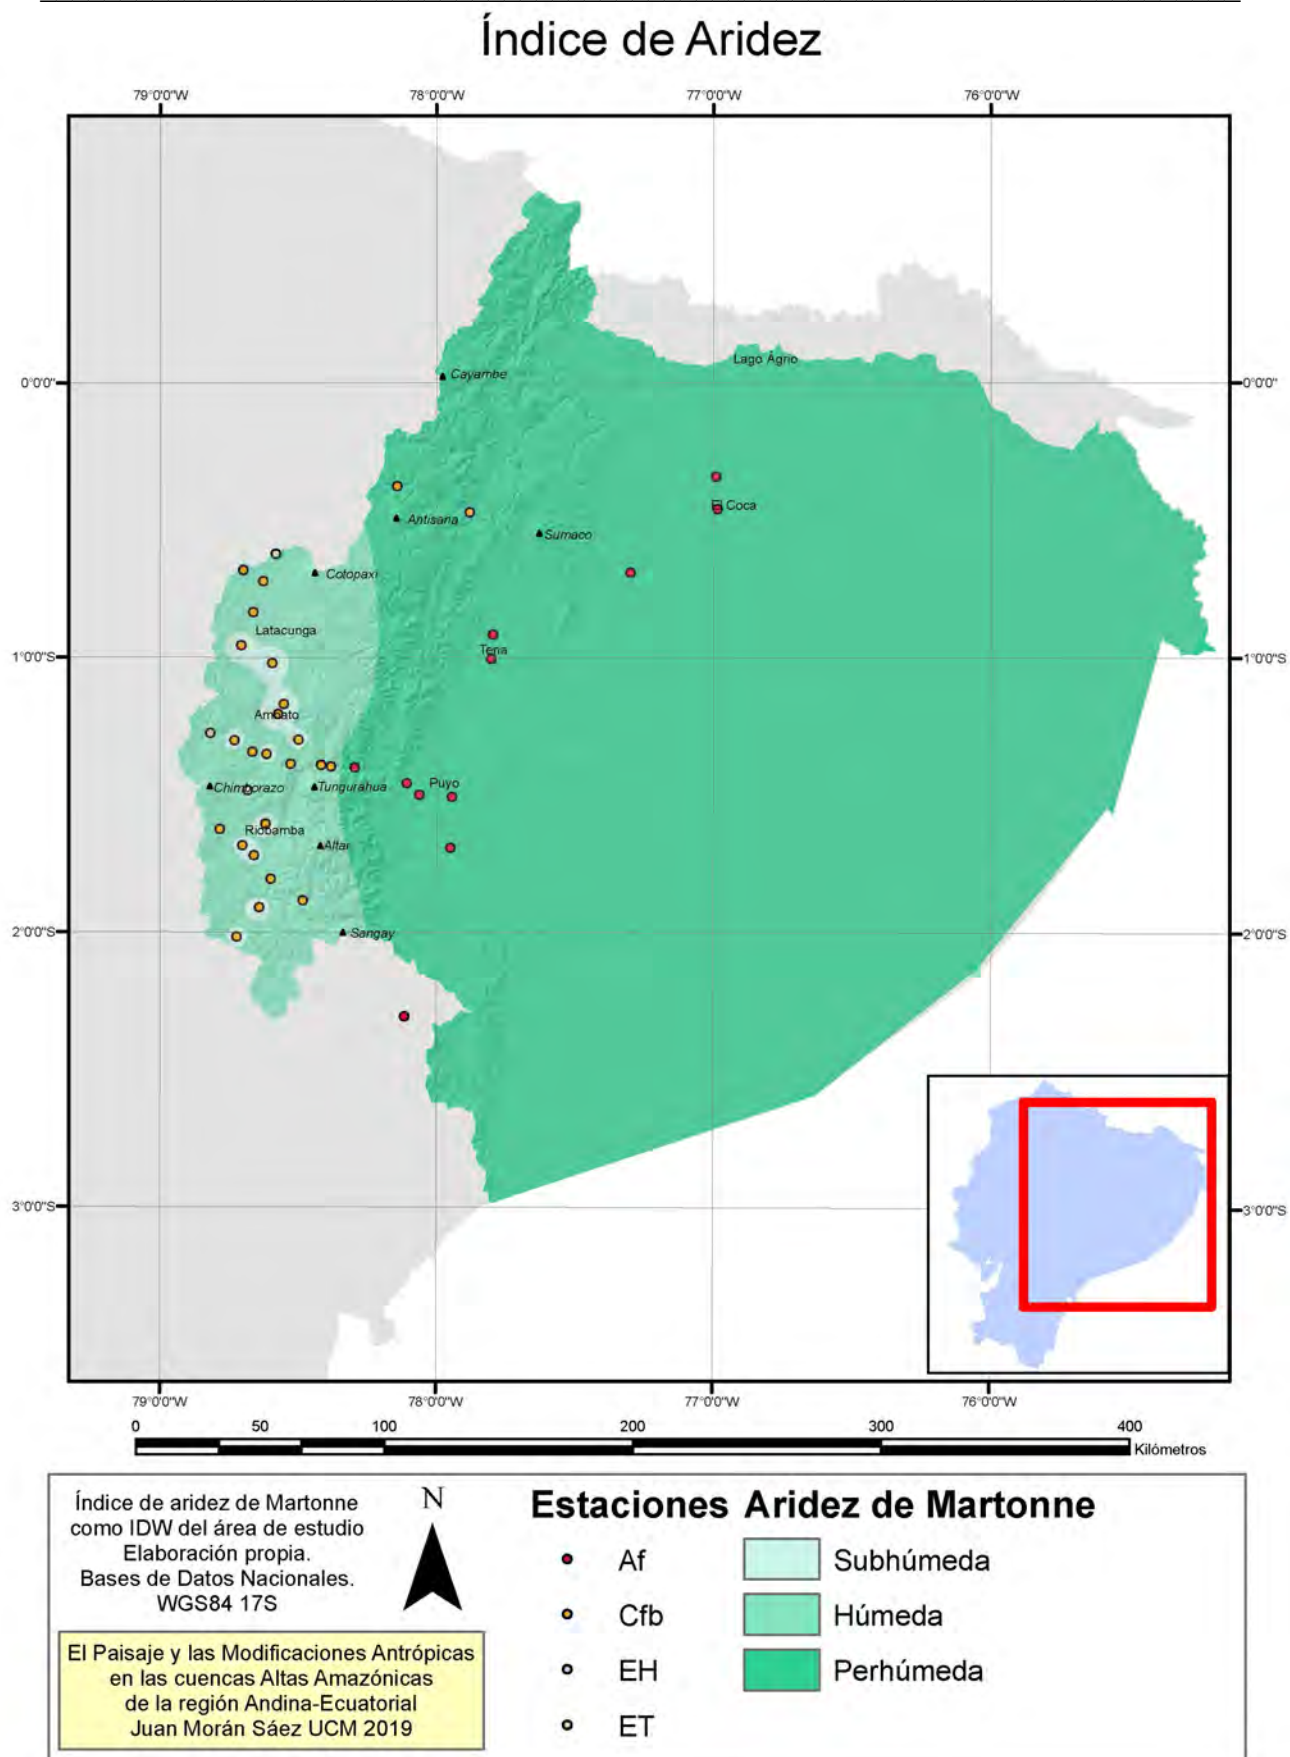 Índice de Aridez
79°0'0"W
78°0'0"W
77°0'0"W
76°0'0"W
0°0'0"
0°0'0"
1°0'0"S
1°0'0"S
2°0'0"S
2°0'0"S
3°0'0"S
3°0'0"S
Lago Agrio
Cayambe
Antisana
Coca
Sumaco
Cotopaxi
Latacunga
Tena
Ambato
Chimborazo
Tungurahua
Puyo
Riobamba
Altar
Sangay
79°0'0"W
78°0'0"W
77°0'0"W
76°0'0"W
0 50 100 200 300 400
Kilómetros
Índice de aridez de Martonne
como IDW del área de estudio
Elaboración propia.
Bases de Datos Nacionales.
WGS84 17S
N
El Paisaje y las Modificaciones Antrópicas
en las cuencas Altas Amazónicas
de la región Andina-Ecuatorial
Juan Morán Sáez UCM 2019
Estaciones
Af
Cfb
EH
ET
Aridez de Martonne
Subhúmeda
Húmeda
Perhúmeda